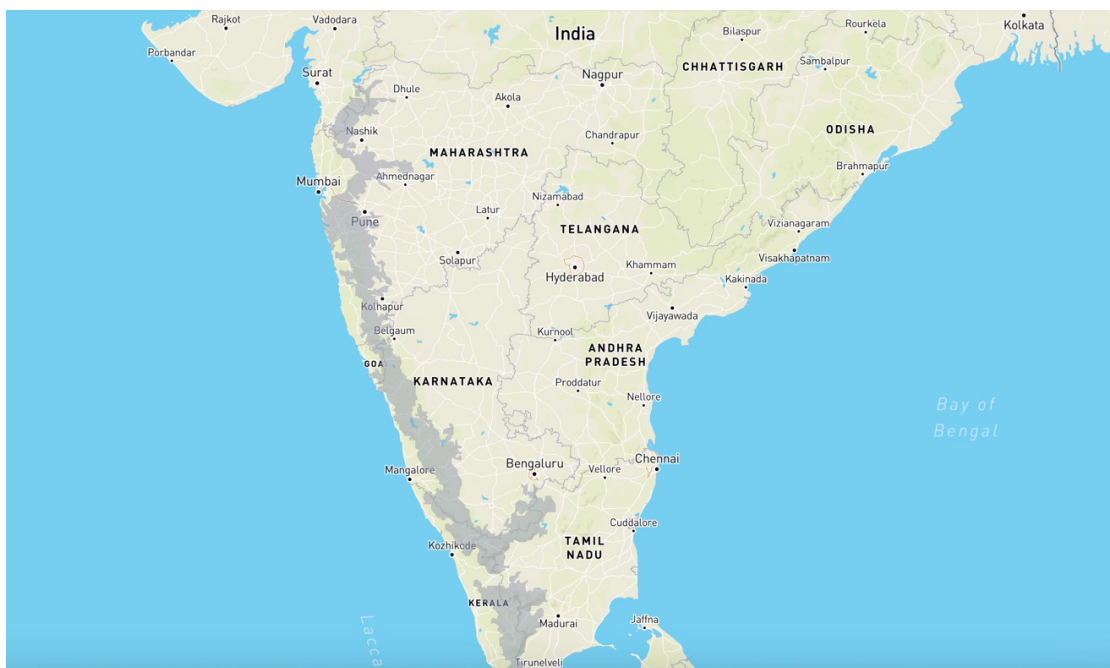 Rajkot
Vadodara
India
Bilaspur
Rourkela
Kolkata
Porbandar
Surat
Dhule
Akola
Nagpur
CHHATTISGARH
Sambalpur
Nashik
Chandrapur
ODISHA
MAHARASHTRA
Ahmednagar
Brahmapur
Mumbai
Nizamabad
Pune
Latur
TELANGANA
Vizianagaram
Solapur
Hyderabad
Khammam
Visakhapatnam
Kakinada
Kolhapur
Vijayawada
Belgaum
Kurnool
ANDHRA
PRADESH
GOA
KARNATAKA
Proddatur
Nellore
Bay of
Bengal
Mangalore
Bengaluru
Vellore
Chennai
Cuddalore
Kozhikode
TAMIL
NADU
KERALA
Madurai
Jaffna
Lacca
Tirunelveli